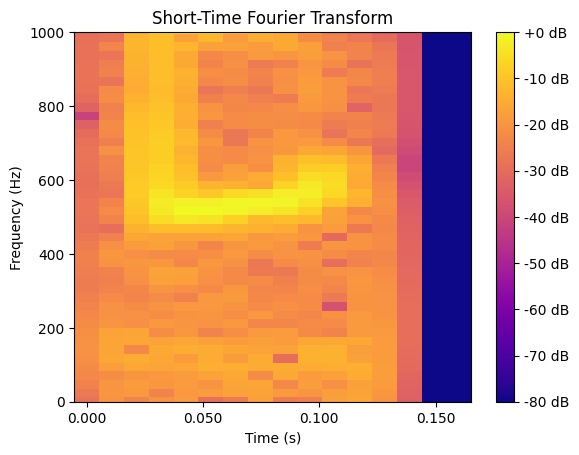 Short-Time Fourier Transform
Frequency (Hz)
1000
800
600
400
200
0
0.000 0.050 0.100 0.150
Time (s)
+0 dB
-10 dB
-20 dB
-30 dB
-40 dB
-50 dB
-60 dB
-70 dB
-80 dB